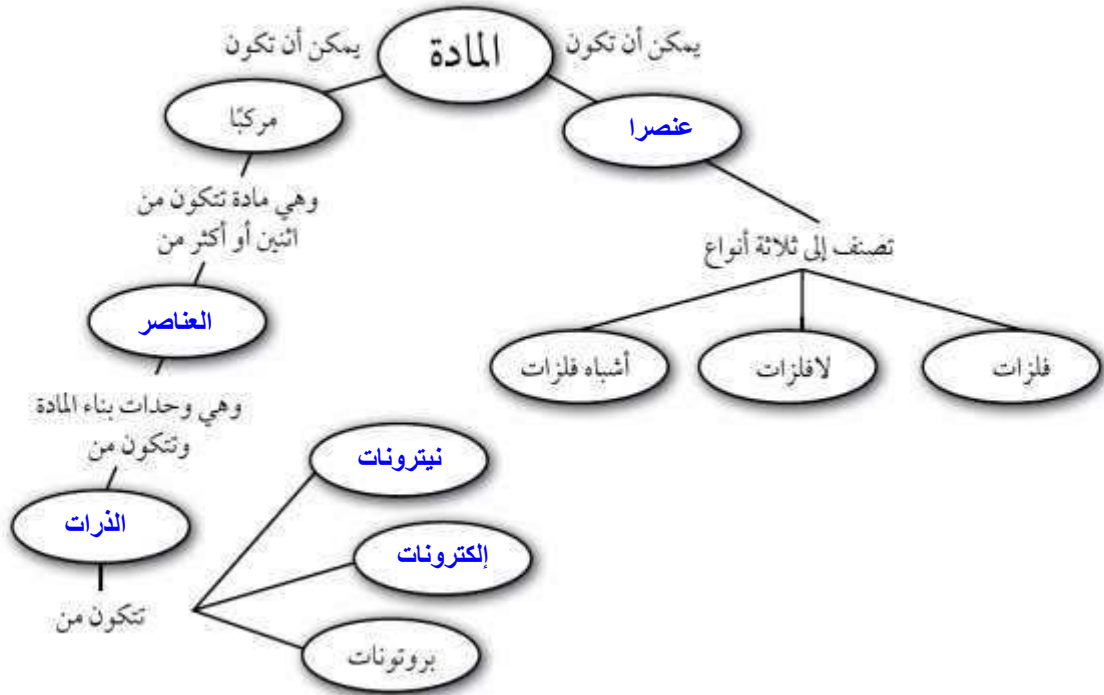 المادة
يمكن أن تكون
عنصرا
تصنف إلى ثلاثة أنواع
فلزات
لافلزات
أشباه فلزات
يمكن أن تكون
مركبًا
وهي مادة تتكون من
اثنين أو أكثر من
العناصر
وهي وحدات بناء المادة
وتتكون من
الذرات
تتكون من
نيترونات
إلكترونات
بروتونات